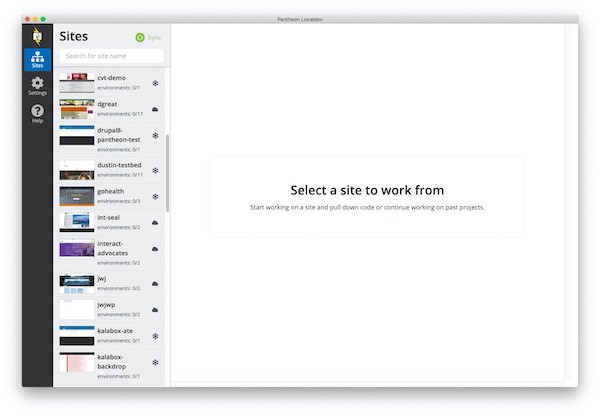 Pantheon Localdev
Sites
Sync
Search for site name
Sites
Settings
Help
cvt-demo
environments: 0/1
dgreat
environments: 0/17
drupal8-
pantheon-test
environments: 0/1
dustin-testbed
environments: 0/11
gohealth
environments: 0/3
int-seal
environments: 0/2
interact-
advocates
environments: 0/2
jwj
environments: 0/2
jwjwp
environments: 0/2
kalabox-ate
environments: 0/1
kalabox-
backdrop
environments: 0/1
Select a site to work from
Start working on a site and pull down code or continue working on past projects.